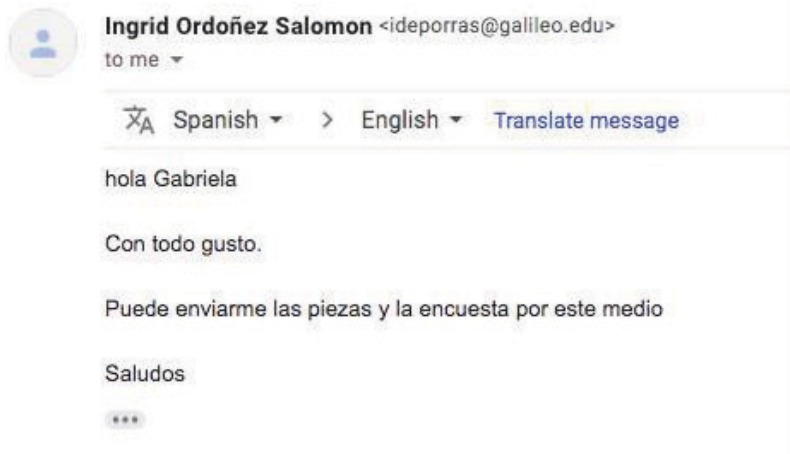 Ingrid Ordoñez Salomon <ideporras@galileo.edu>
to me
Spanish > English Translate message
hola Gabriela
Con todo gusto.
Puede enviarme las piezas y la encuesta por este medio
Saludos
•••